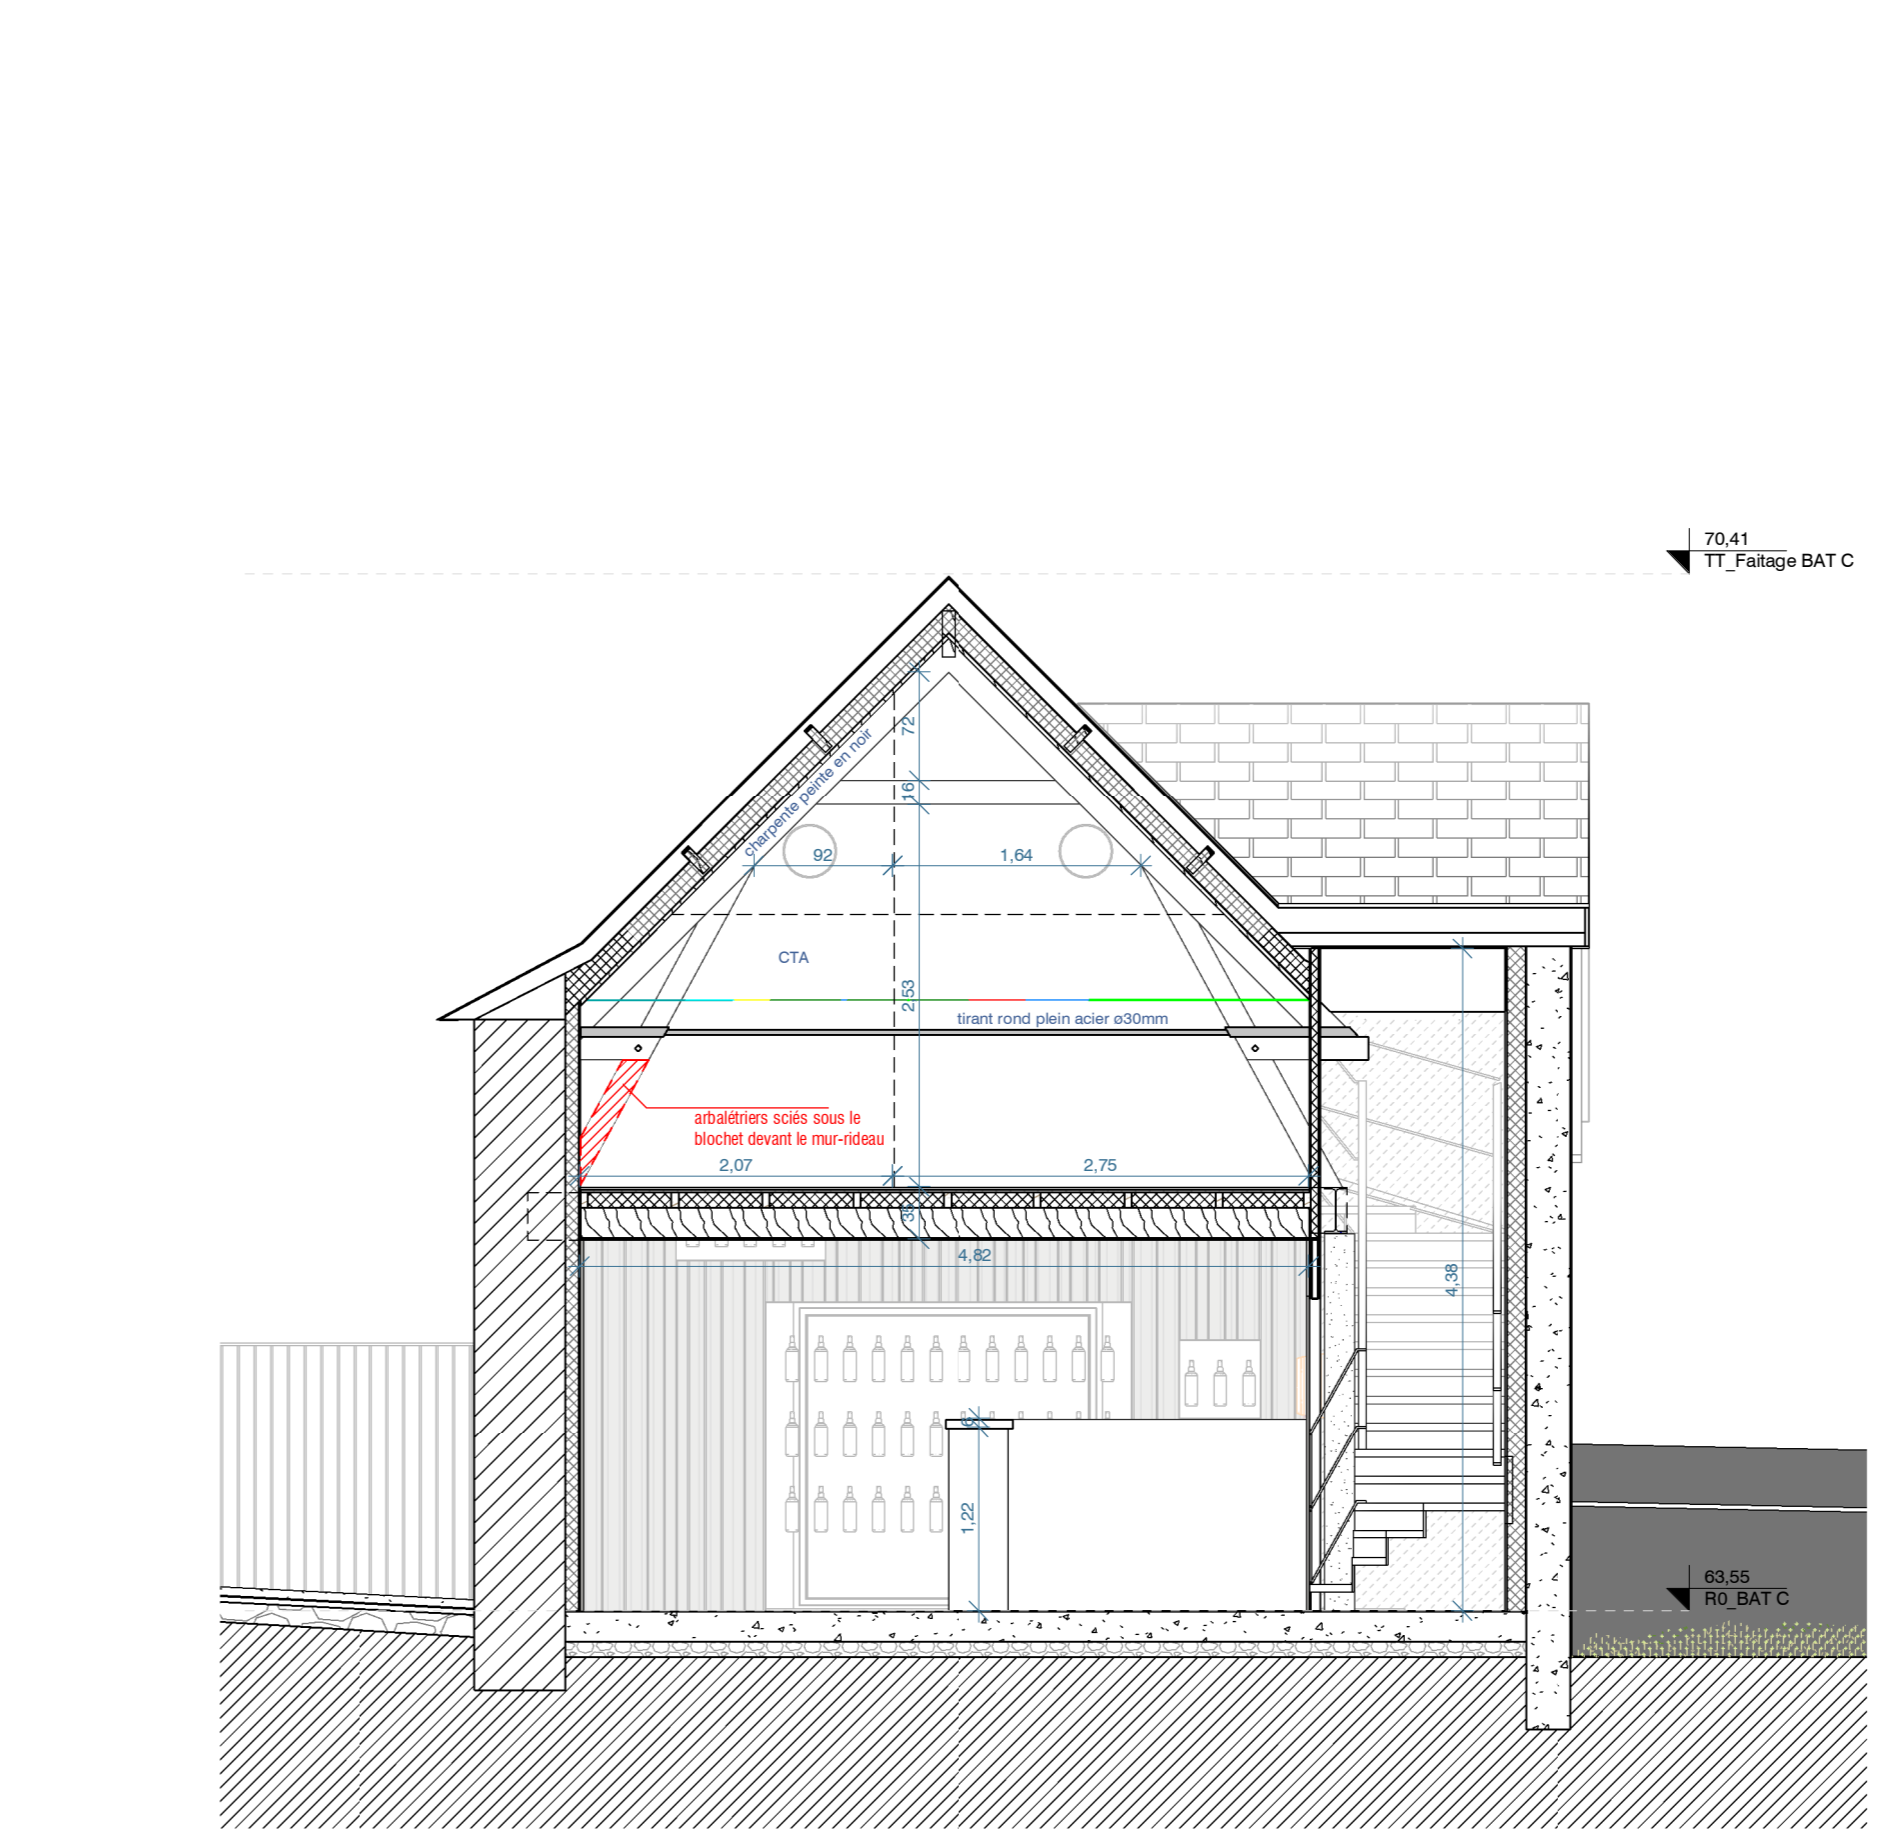 70,41
TT_Faitage BAT C
72
charpente peinte en noir
16
92
1,64
CTA
2,53
tirant rond plein acier ø30mm
arbalétriers sciés sous le
blochet devant le mur-rideau
2,07
2,75
35
4,82
4,38
6
1,22
63,55
R0_BAT C